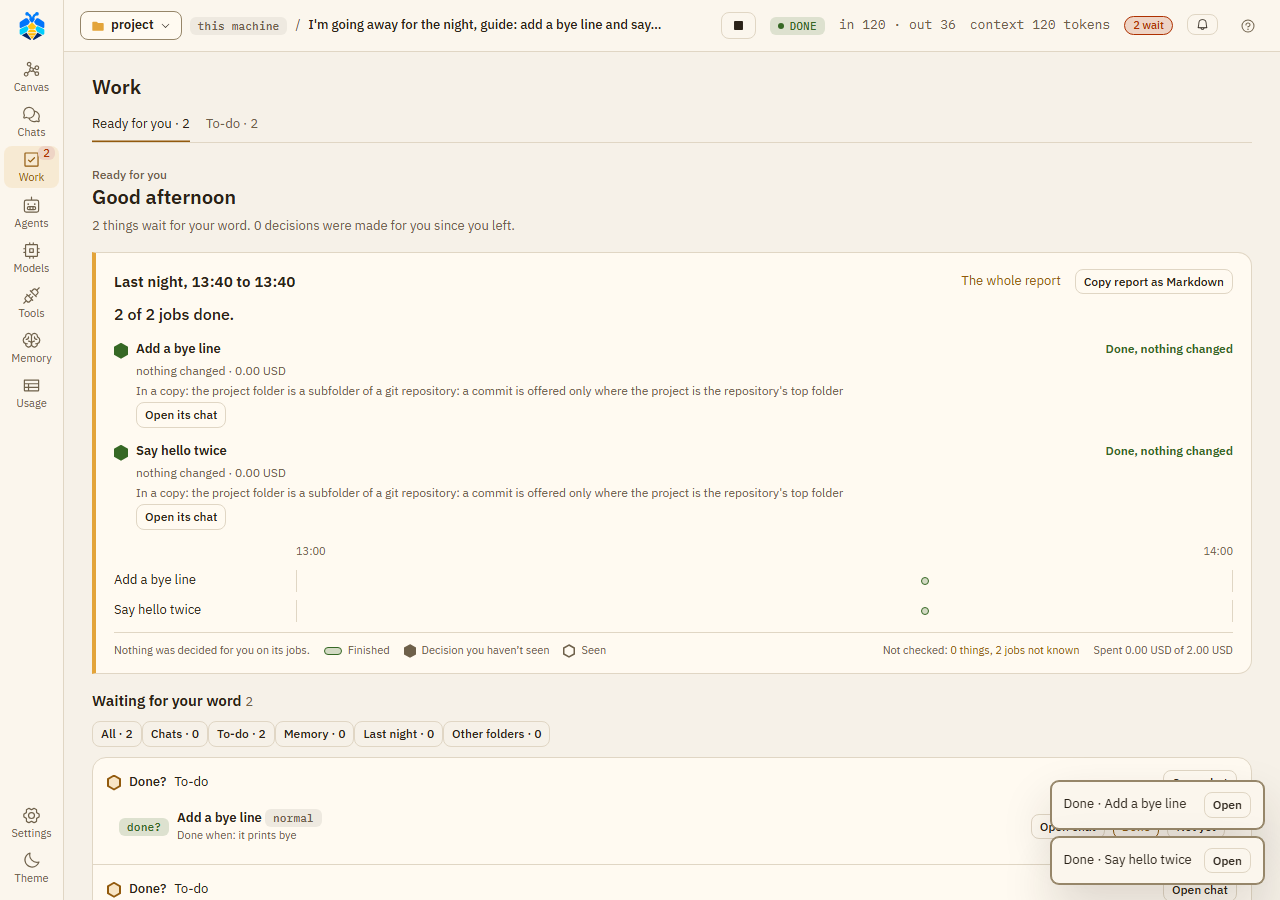 project
this machine / I'm going away for the night, guide: add a bye line and say…
DONE
in 120 · out 36 context 120 tokens
2 wait
Canvas
Chats
2
Work
Agents
Models
Tools
Memory
Usage
Settings
Theme
Work
Ready for you · 2 To-do · 2
Ready for you
Good afternoon
2 things wait for your word. 0 decisions were made for you since you left.
Last night, 13:40 to 13:40
The whole report Copy report as Markdown
2 of 2 jobs done.
Add a bye line Done, nothing changed
nothing changed · 0.00 USD
In a copy: the project folder is a subfolder of a git repository: a commit is offered only where the project is the repository's top folder
Open its chat
Say hello twice Done, nothing changed
nothing changed · 0.00 USD
In a copy: the project folder is a subfolder of a git repository: a commit is offered only where the project is the repository's top folder
Open its chat
13:00 14:00
Add a bye line
Say hello twice
Nothing was decided for you on its jobs. Finished Decision you haven't seen Seen Not checked: 0 things, 2 jobs not known Spent 0.00 USD of 2.00 USD
Waiting for your word 2
All · 2 Chats · 0 To-do · 2 Memory · 0 Last night · 0 Other folders · 0
Done? To-do
done? Add a bye line normal
Done when: it prints bye
Done · Add a bye line Open
Done · Say hello twice Open
Done? To-do
Open chat